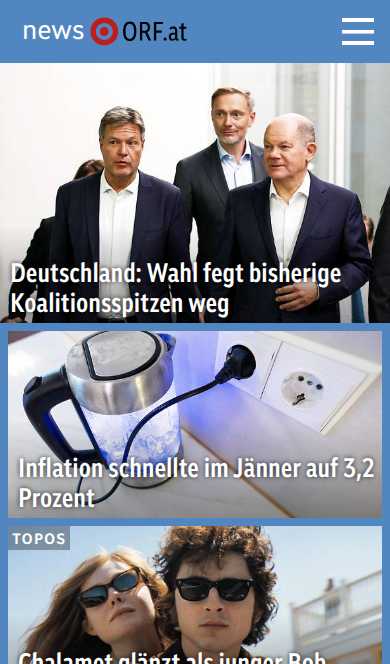 news ORF.at
Deutschland: Wahl fegt bisherige
Koalitionsspitzen weg
Inflation schnellte im Jänner auf 3,2
Prozent
TOPOS
Chalamet glänzt als junger Bob